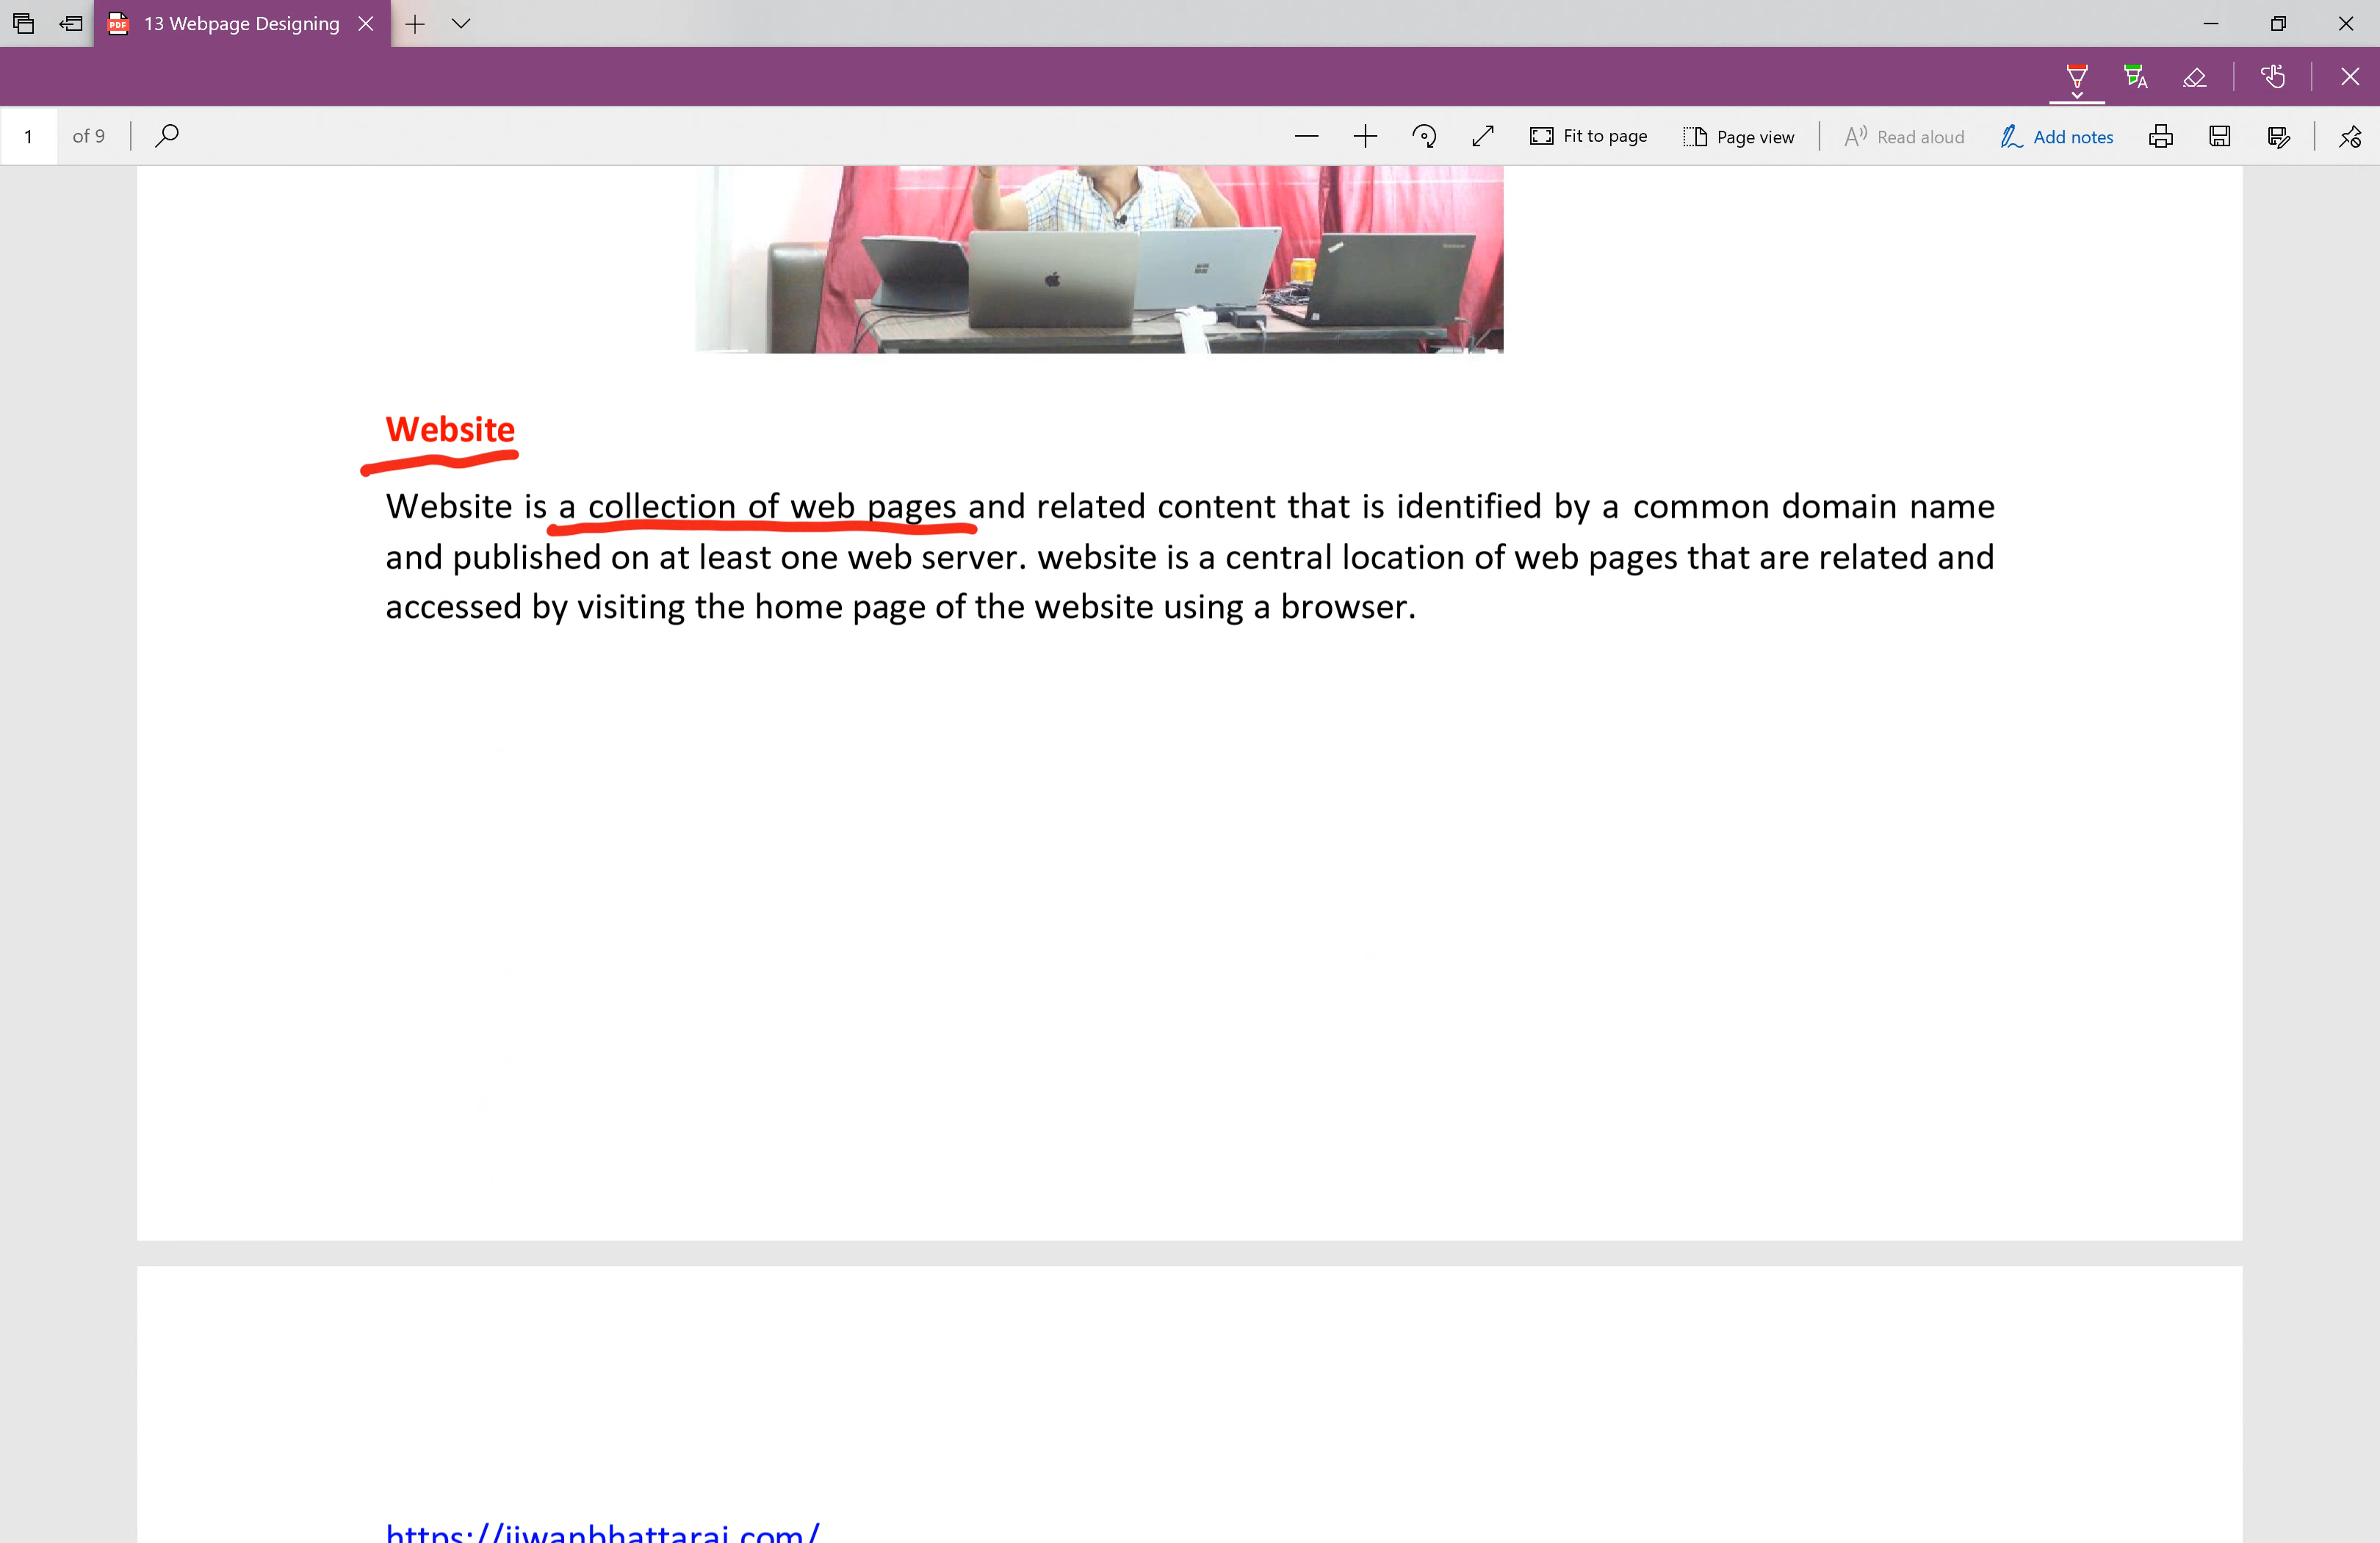 13 Webpage Designing
1 of 9
Fit to page
Page view
Read aloud
Add notes
Website
Website is a collection of web pages and related content that is identified by a common domain name
and published on at least one web server. website is a central location of web pages that are related and
accessed by visiting the home page of the website using a browser.
https://jiwanbhattarai.com/